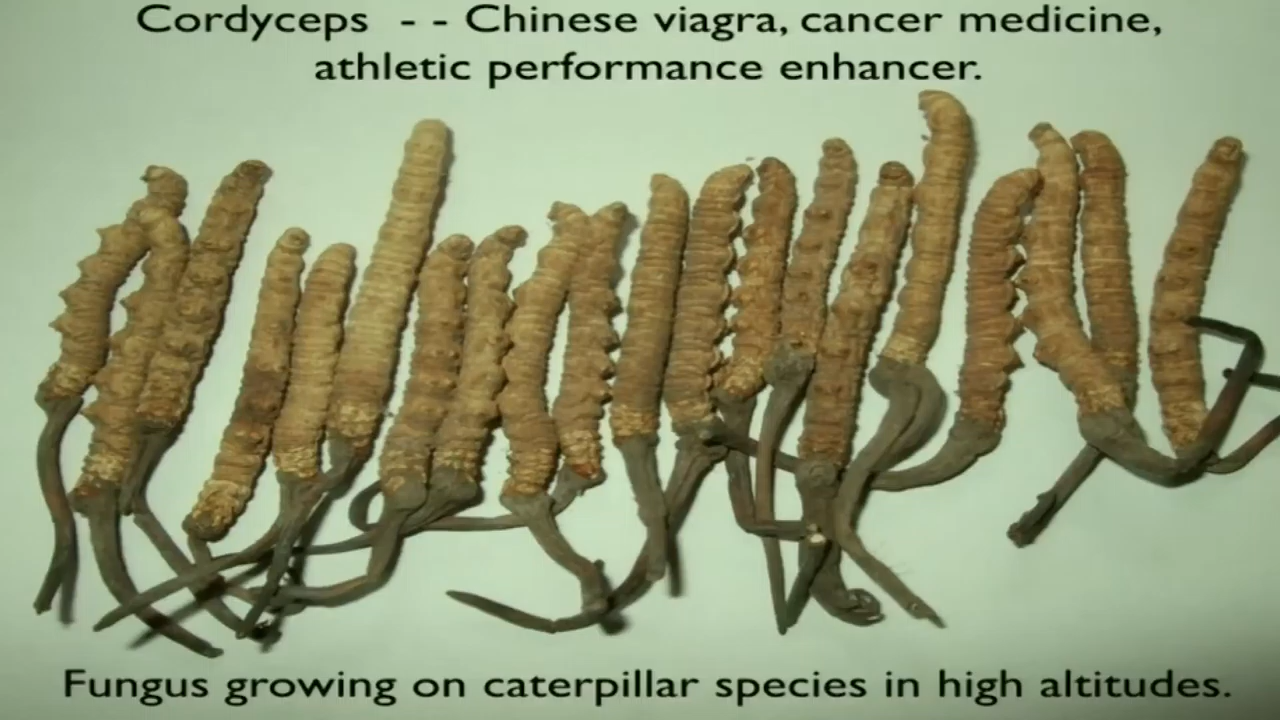 Cordyceps - - Chinese viagra, cancer medicine,
athletic performance enhancer.
Fungus growing on caterpillar species in high altitudes.